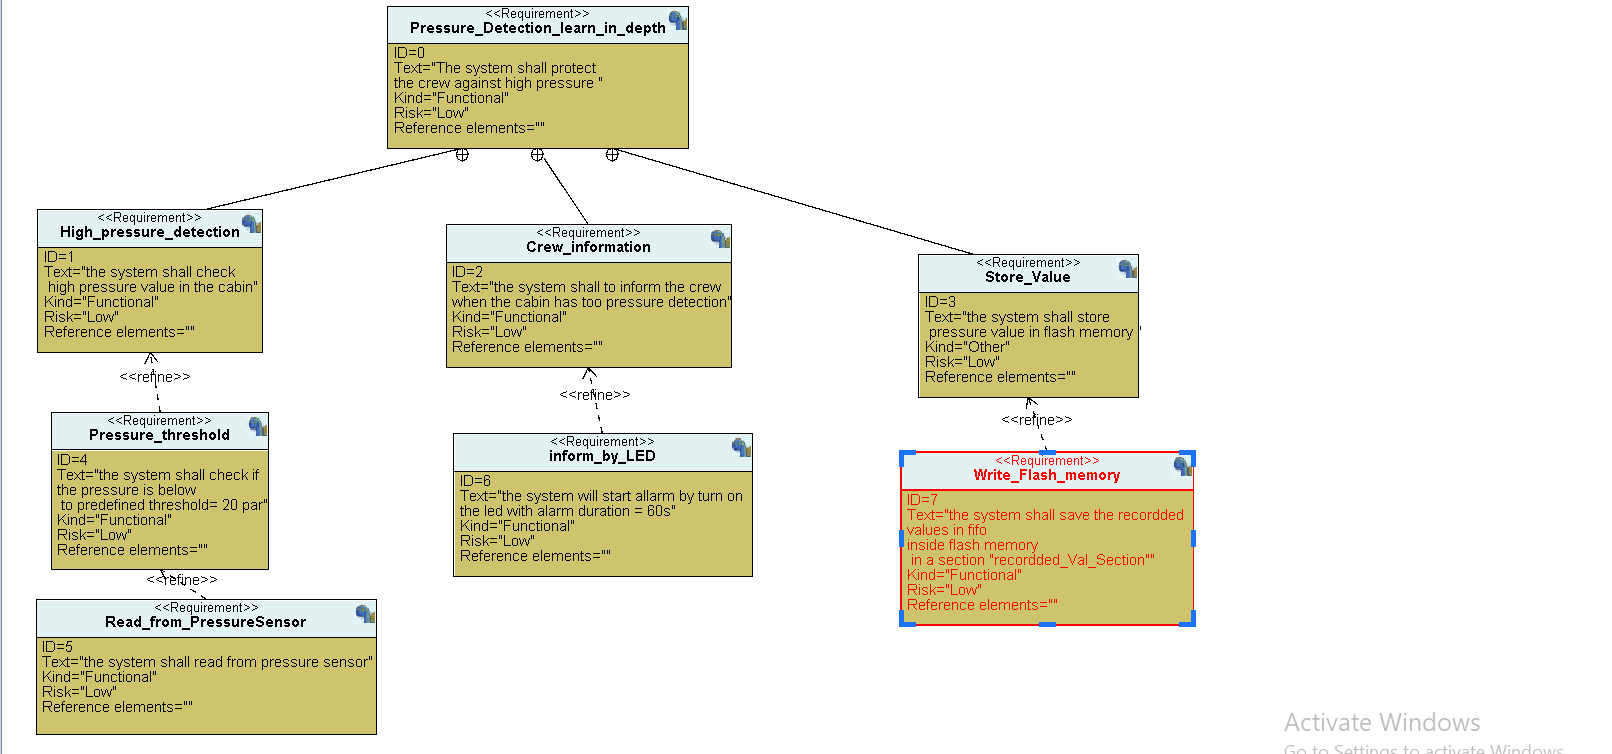 <<Requirement>>
Pressure_Detection_learn_in_depth
ID=0
Text="The system shall protect
the crew against high pressure "
Kind="Functional"
Risk="Low"
Reference elements=""
<<Requirement>>
High_pressure_detection
ID=1
Text="the system shall check
high pressure value in the cabin"
Kind="Functional"
Risk="Low"
Reference elements=""
<<Requirement>>
Crew_information
ID=2
Text="the system shall to inform the crew
when the cabin has too pressure detection"
Kind="Functional"
Risk="Low"
Reference elements=""
<<Requirement>>
Store_Value
ID=3
Text="the system shall store
pressure value in flash memory "
Kind="Other"
Risk="Low"
Reference elements=""
<<refine>>
<<refine>>
<<refine>>
<<Requirement>>
Pressure_threshold
ID=4
Text="the system shall check if
the pressure is below
to predefined threshold= 20 par"
Kind="Functional"
Risk="Low"
Reference elements=""
<<Requirement>>
inform_by_LED
ID=6
Text="the system will start allarm by turn on
the led with alarm duration = 60s"
Kind="Functional"
Risk="Low"
Reference elements=""
<<Requirement>>
Write_Flash_memory
ID=7
Text="the system shall save the recordded
values in fifo
inside flash memory
in a section "recordded_Val_Section""
Kind="Functional"
Risk="Low"
Reference elements=""
<<refine>>
<<Requirement>>
Read_from_PressureSensor
ID=5
Text="the system shall read from pressure sensor"
Kind="Functional"
Risk="Low"
Reference elements=""
Activate Windows
Go to Settings to activate Windows